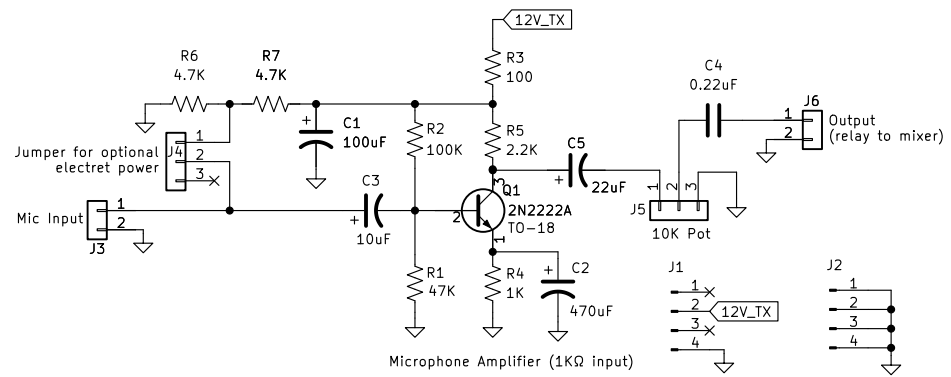 12V_TX
R6
4.7K
R7
4.7K
R3
100
C4
0.22uF
J6
1
2
Output
(relay to mixer)
+
C1
100uF
R2
100K
R5
2.2K
C5
+
22uF
Jumper for optional
electret power
J4
1
2
3
Mic Input
1
2
J3
C3
+
10uF
3
Q1
2
2N2222A
TO-18
1
1
2
3
J5
10K Pot
R1
47K
R4
1K
+
C2
470uF
J1
1
2
12V_TX
3
4
J2
1
2
3
4
Microphone Amplifier (1KΩ input)